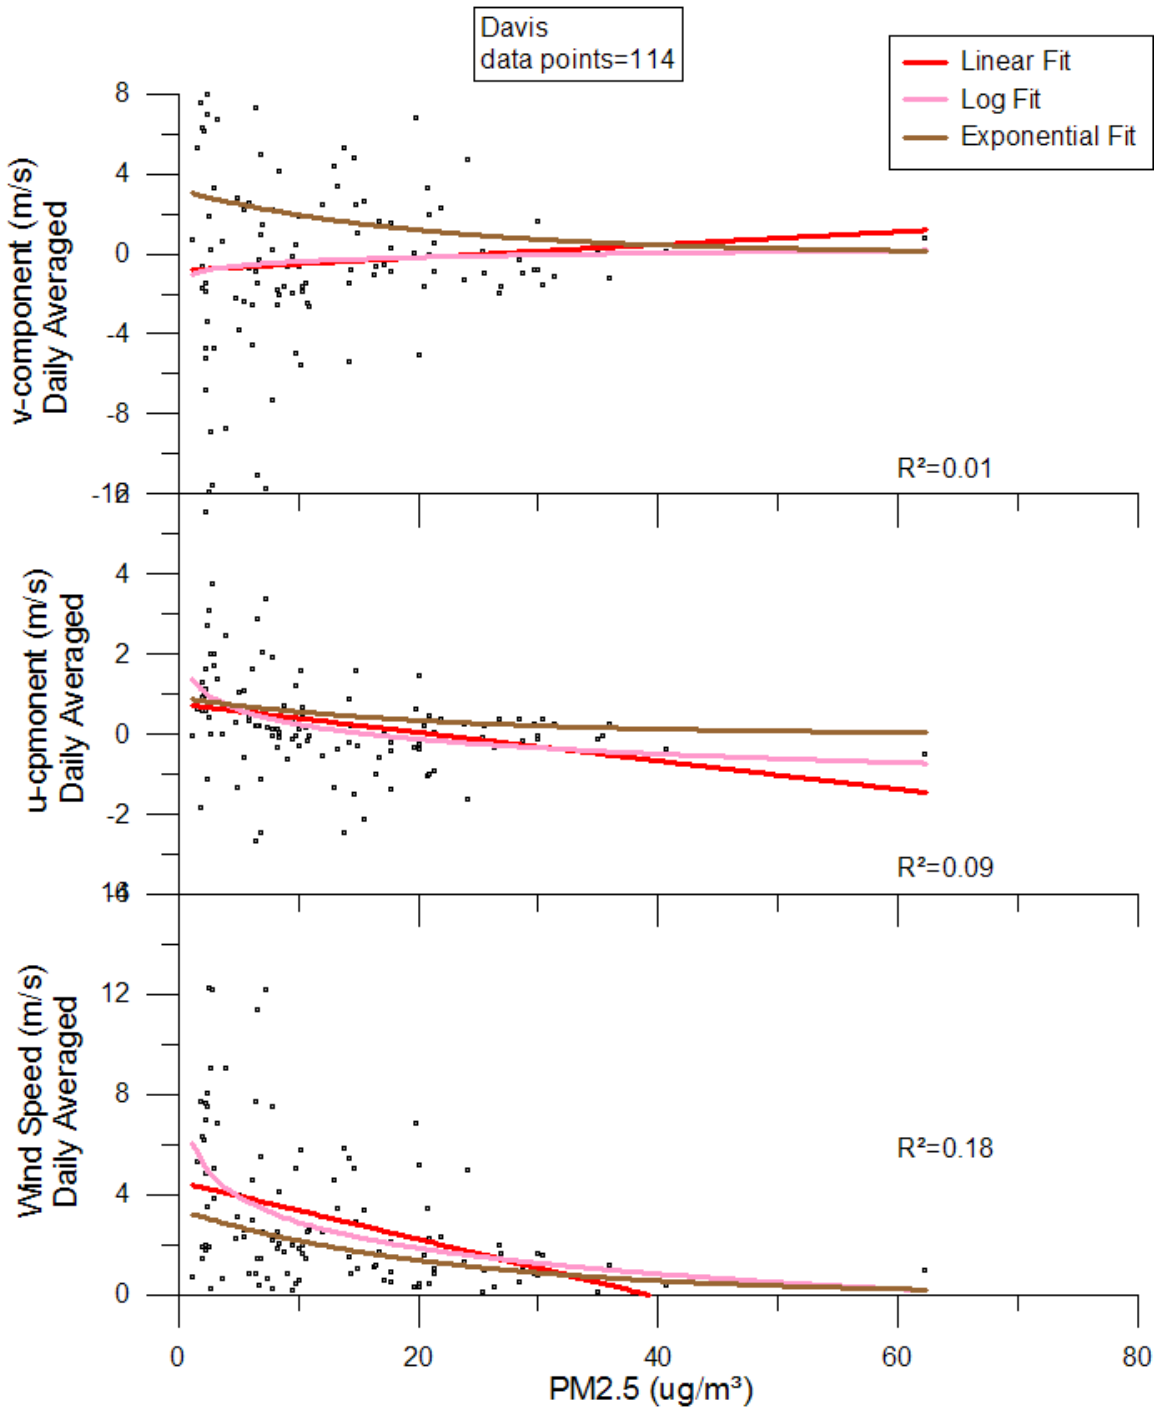 Davis
data points=114
Linear Fit
Log Fit
Exponential Fit
v-component (m/s)
Daily Averaged
8
4
0
-4
-8
-12
R²=0.01
u-cpmonent (m/s)
Daily Averaged
4
2
0
-2
R²=0.09
Wind Speed (m/s)
Daily Averaged
12
8
4
0
R²=0.18
0 20 40 60 80
PM2.5 (ug/m³)